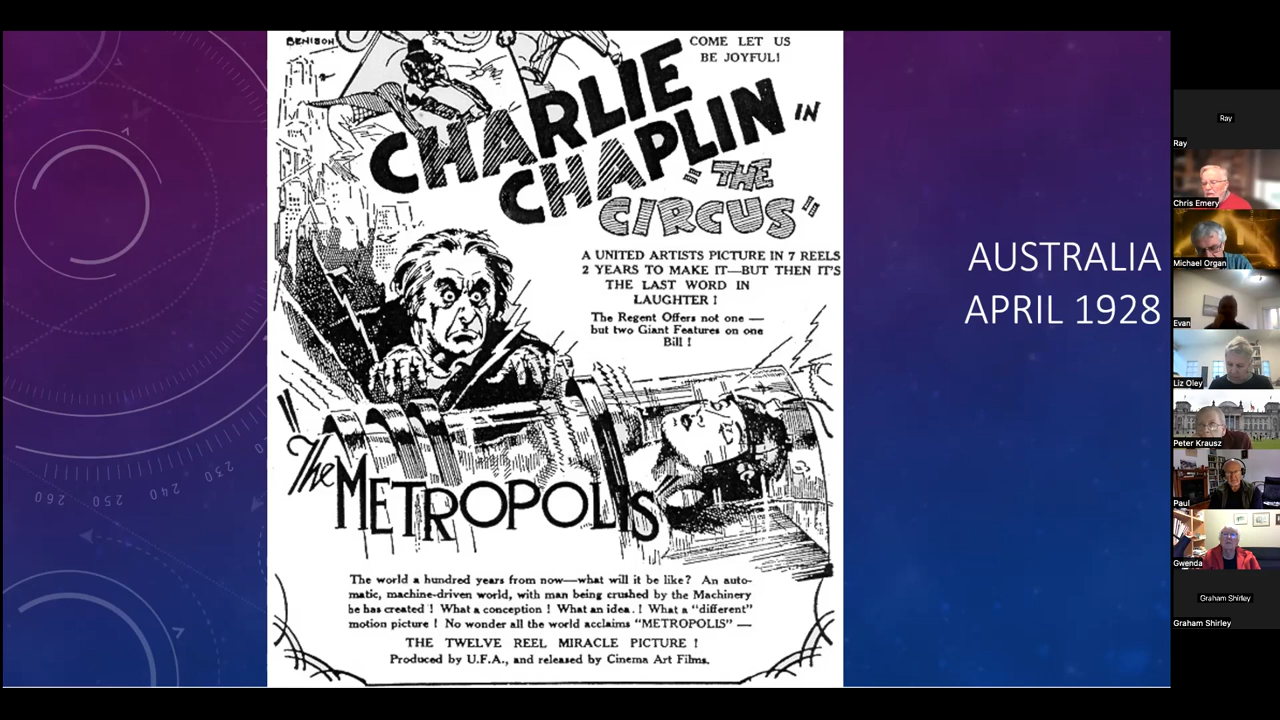 BENISON
COME LET US
BE JOYFUL!
CHARLIE
CHAPLIN IN
"THE
CIRCUS"
A UNITED ARTISTS PICTURE IN 7 REELS
2 YEARS TO MAKE IT—BUT THEN IT'S
THE LAST WORD IN
LAUGHTER !
The Regent Offers not one —
but two Giant Features on one
Bill !
"The
METROPOLIS"
The world a hundred years from now—what will it be like? An auto-
matic, machine-driven world, with man being crushed by the Machinery
he has created ! What a conception ! What an idea. ! What a "different"
motion picture ! No wonder all the world acclaims "METROPOLIS" —
THE TWELVE REEL MIRACLE PICTURE !
Produced by U.F.A., and released by Cinema Art Films.
AUSTRALIA
APRIL 1928
260 250 240 230 220 210
Ray
Ray
Chris Emery
Michael Organ
Evan
Liz Oley
Peter Krausz
Paul
Gwenda
Graham Shirley
Graham Shirley